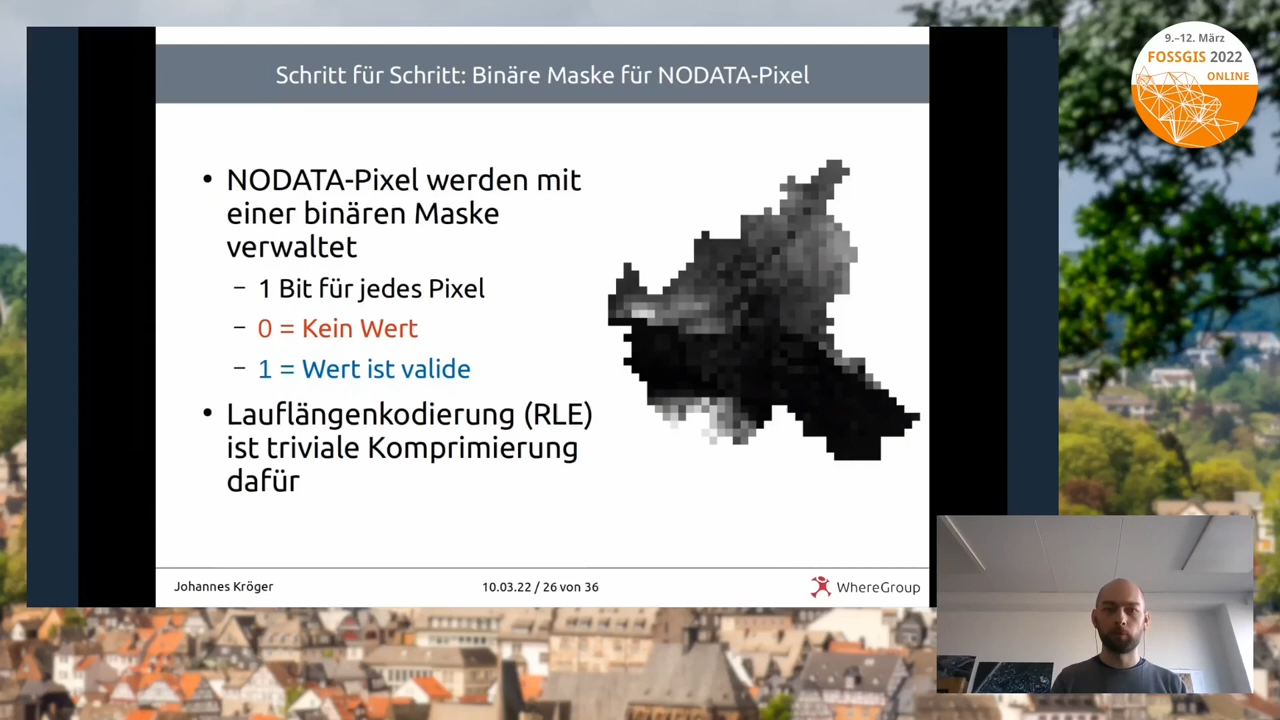 Schritt für Schritt: Binäre Maske für NODATA-Pixel
• NODATA-Pixel werden mit
einer binären Maske
verwaltet
– 1 Bit für jedes Pixel
– 0 = Kein Wert
– 1 = Wert ist valide
• Lauflängenkodierung (RLE)
ist triviale Komprimierung
dafür
Johannes Kröger
10.03.22 / 26 von 36
WhereGroup
9.–12. März
FOSSGIS 2022
ONLINE